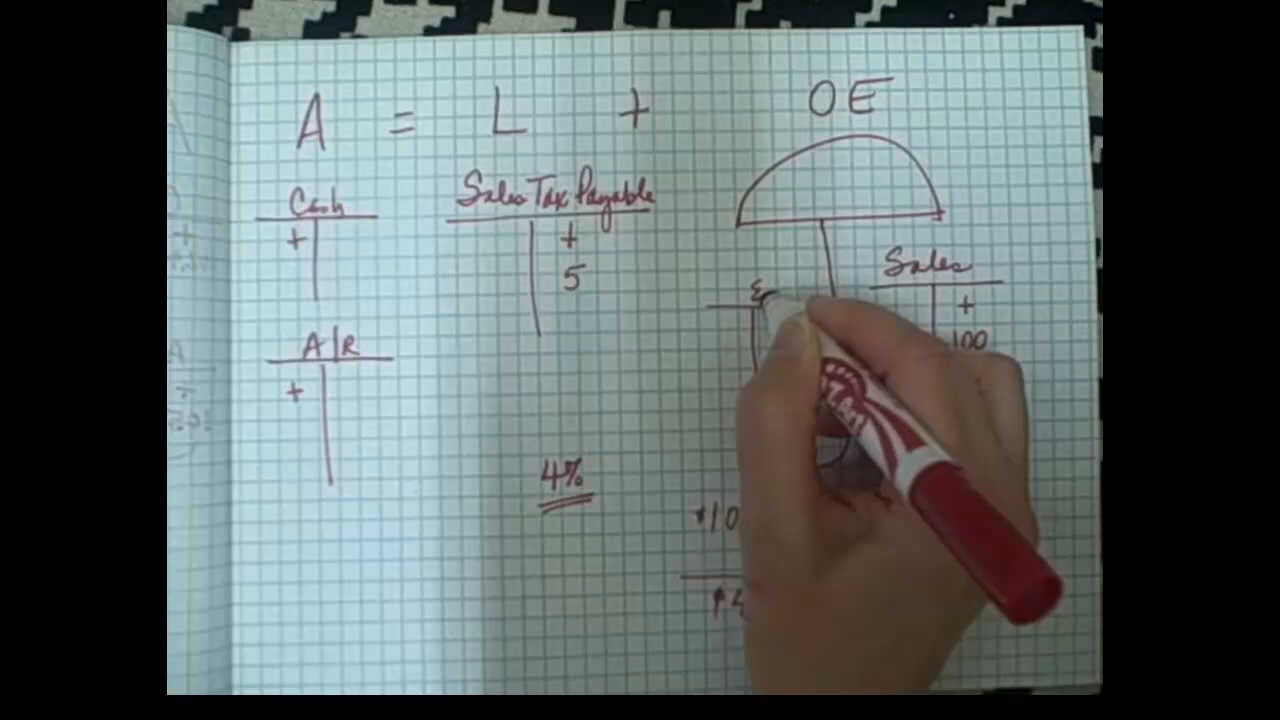 A = L + OE
Cash
+
Sales Tax Payable
+
5
Sales
+
100
A/R
+
4%